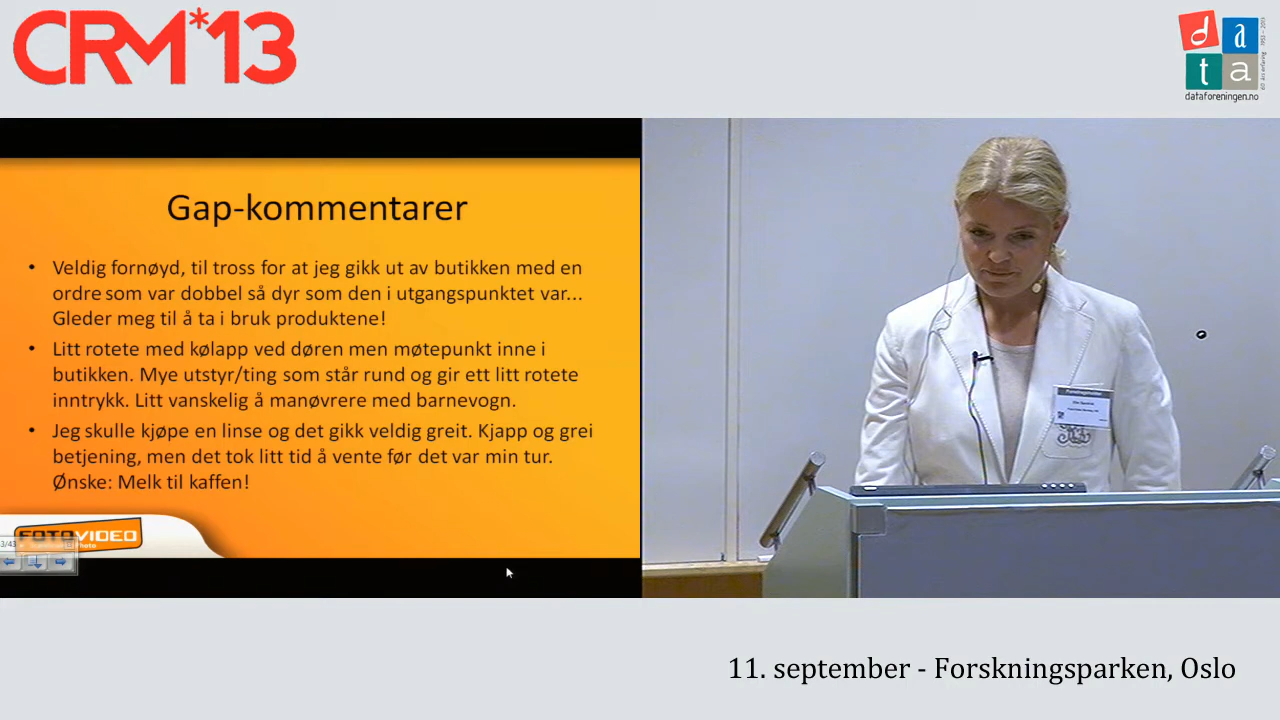 CRM*13
data
dataforeningen.no
Gap-kommentarer
• Veldig fornøyd, til tross for at jeg gikk ut av butikken med en
ordre som var dobbel så dyr som den i utgangspunktet var...
Gleder meg til å ta i bruk produktene!
• Litt rotete med kølapp ved døren men møtepunkt inne i
butikken. Mye utstyr/ting som står rund og gir ett litt rotete
inntrykk. Litt vanskelig å manøvrere med barnevogn.
• Jeg skulle kjøpe en linse og det gikk veldig greit. Kjapp og grei
betjening, men det tok litt tid å vente før det var min tur.
Ønske: Melk til kaffen!
FOTOVIDEO
3/43
11. september - Forskningsparken, Oslo